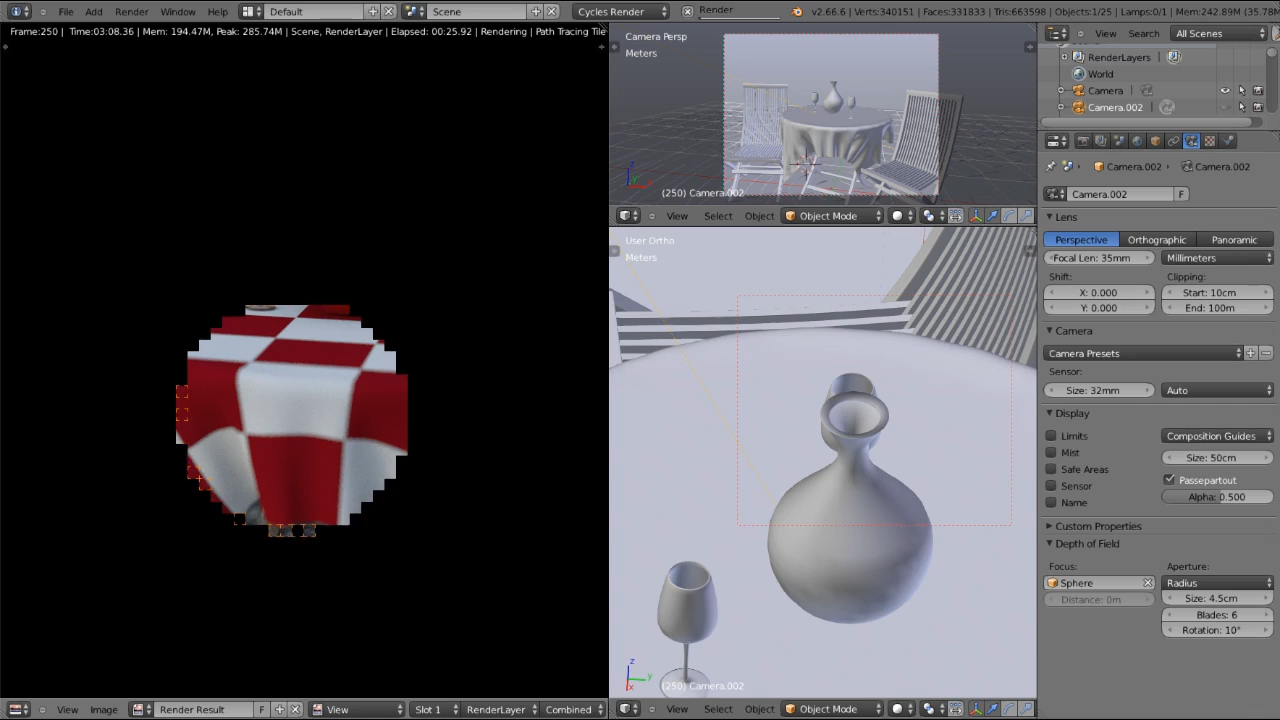 File Add Render Window Help Default Scene Cycles Render Render v2.66.6 | Verts:340151 | Faces:331833 | Tris:663598 | Objects:1/25 | Lamps:0/1 | Mem:242.89M (35.78M
Frame:250 | Time:03:08.36 | Mem: 194.47M, Peak: 285.74M | Scene, RenderLayer | Elapsed: 00:25.92 | Rendering | Path Tracing Tile
Camera Persp
Meters
(250) Camera.002
View Select Object Object Mode
User Ortho
Meters
(250) Camera.002
View Select Object Object Mode
View Search All Scenes
RenderLayers
World
Camera
Camera.002
Camera.002 Camera.002
Camera.002 F
Lens
Perspective Orthographic Panoramic
Focal Len: 35mm Millimeters
Shift: Clipping:
X: 0.000 Start: 10cm
Y: 0.000 End: 100m
Camera
Camera Presets
Sensor:
Size: 32mm Auto
Display
Limits Composition Guides
Mist Size: 50cm
Safe Areas Passepartout
Sensor Alpha: 0.500
Name
Custom Properties
Depth of Field
Focus: Aperture:
Sphere Radius
Distance: 0m Size: 4.5cm
Blades: 6
Rotation: 10°
View Image Render Result F View Slot 1 RenderLayer Combined